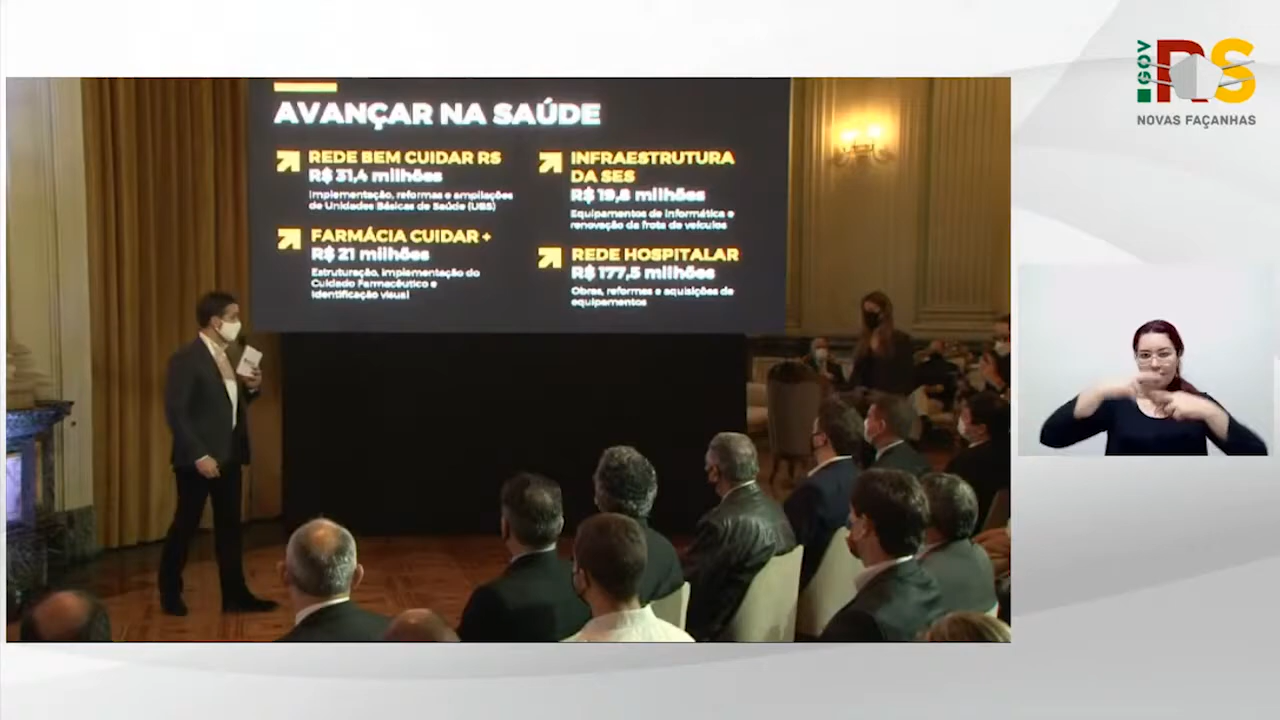 AVANÇAR NA SAÚDE
REDE BEM CUIDAR RS
R$ 31,4 milhões
Implementação, reformas e ampliações
de Unidades Básicas de Saúde (UBS)
FARMÁCIA CUIDAR +
R$ 21 milhões
Estruturação, implementação do
Cuidado Farmacêutico e
identificação visual
INFRAESTRUTURA
DA SES
R$ 19,8 milhões
Equipamentos de informática e
renovação da frota de veículos
REDE HOSPITALAR
R$ 177,5 milhões
Obras, reformas e aquisições de
equipamentos
GOV
RS
NOVAS FAÇANHAS